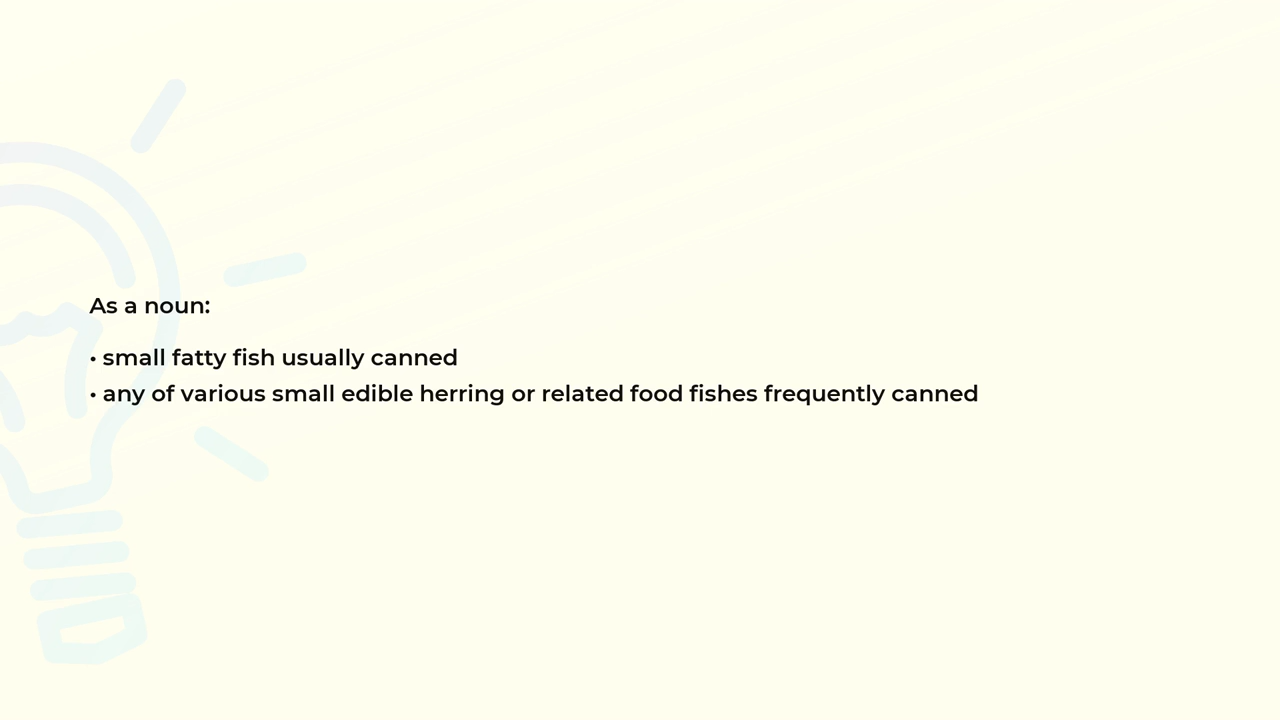 As a noun:
• small fatty fish usually canned
• any of various small edible herring or related food fishes frequently canned